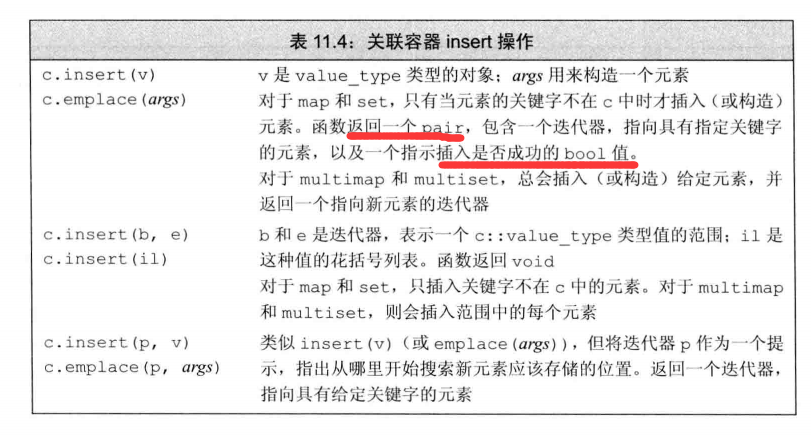 表 11.4：关联容器 insert 操作
c.insert(v) v 是 value_type 类型的对象；args 用来构造一个元素
c.emplace(args) 对于 map 和 set，只有当元素的关键字不在 c 中时才插入（或构造）
元素。函数返回一个 pair，包含一个迭代器，指向具有指定关键字
的元素，以及一个指示插入是否成功的 bool 值。
对于 multimap 和 multiset，总会插入（或构造）给定元素，并
返回一个指向新元素的迭代器
c.insert(b, e) b 和 e 是迭代器，表示一个 c::value_type 类型值的范围；il 是
c.insert(il) 这种值的花括号列表。函数返回 void
对于 map 和 set，只插入关键字不在 c 中的元素。对于 multimap
和 multiset，则会插入范围中的每个元素
c.insert(p, v) 类似 insert(v)（或 emplace(args)），但将迭代器 p 作为一个提
c.emplace(p, args) 示，指出从哪里开始搜索新元素应该存储的位置。返回一个迭代器，
指向具有给定关键字的元素